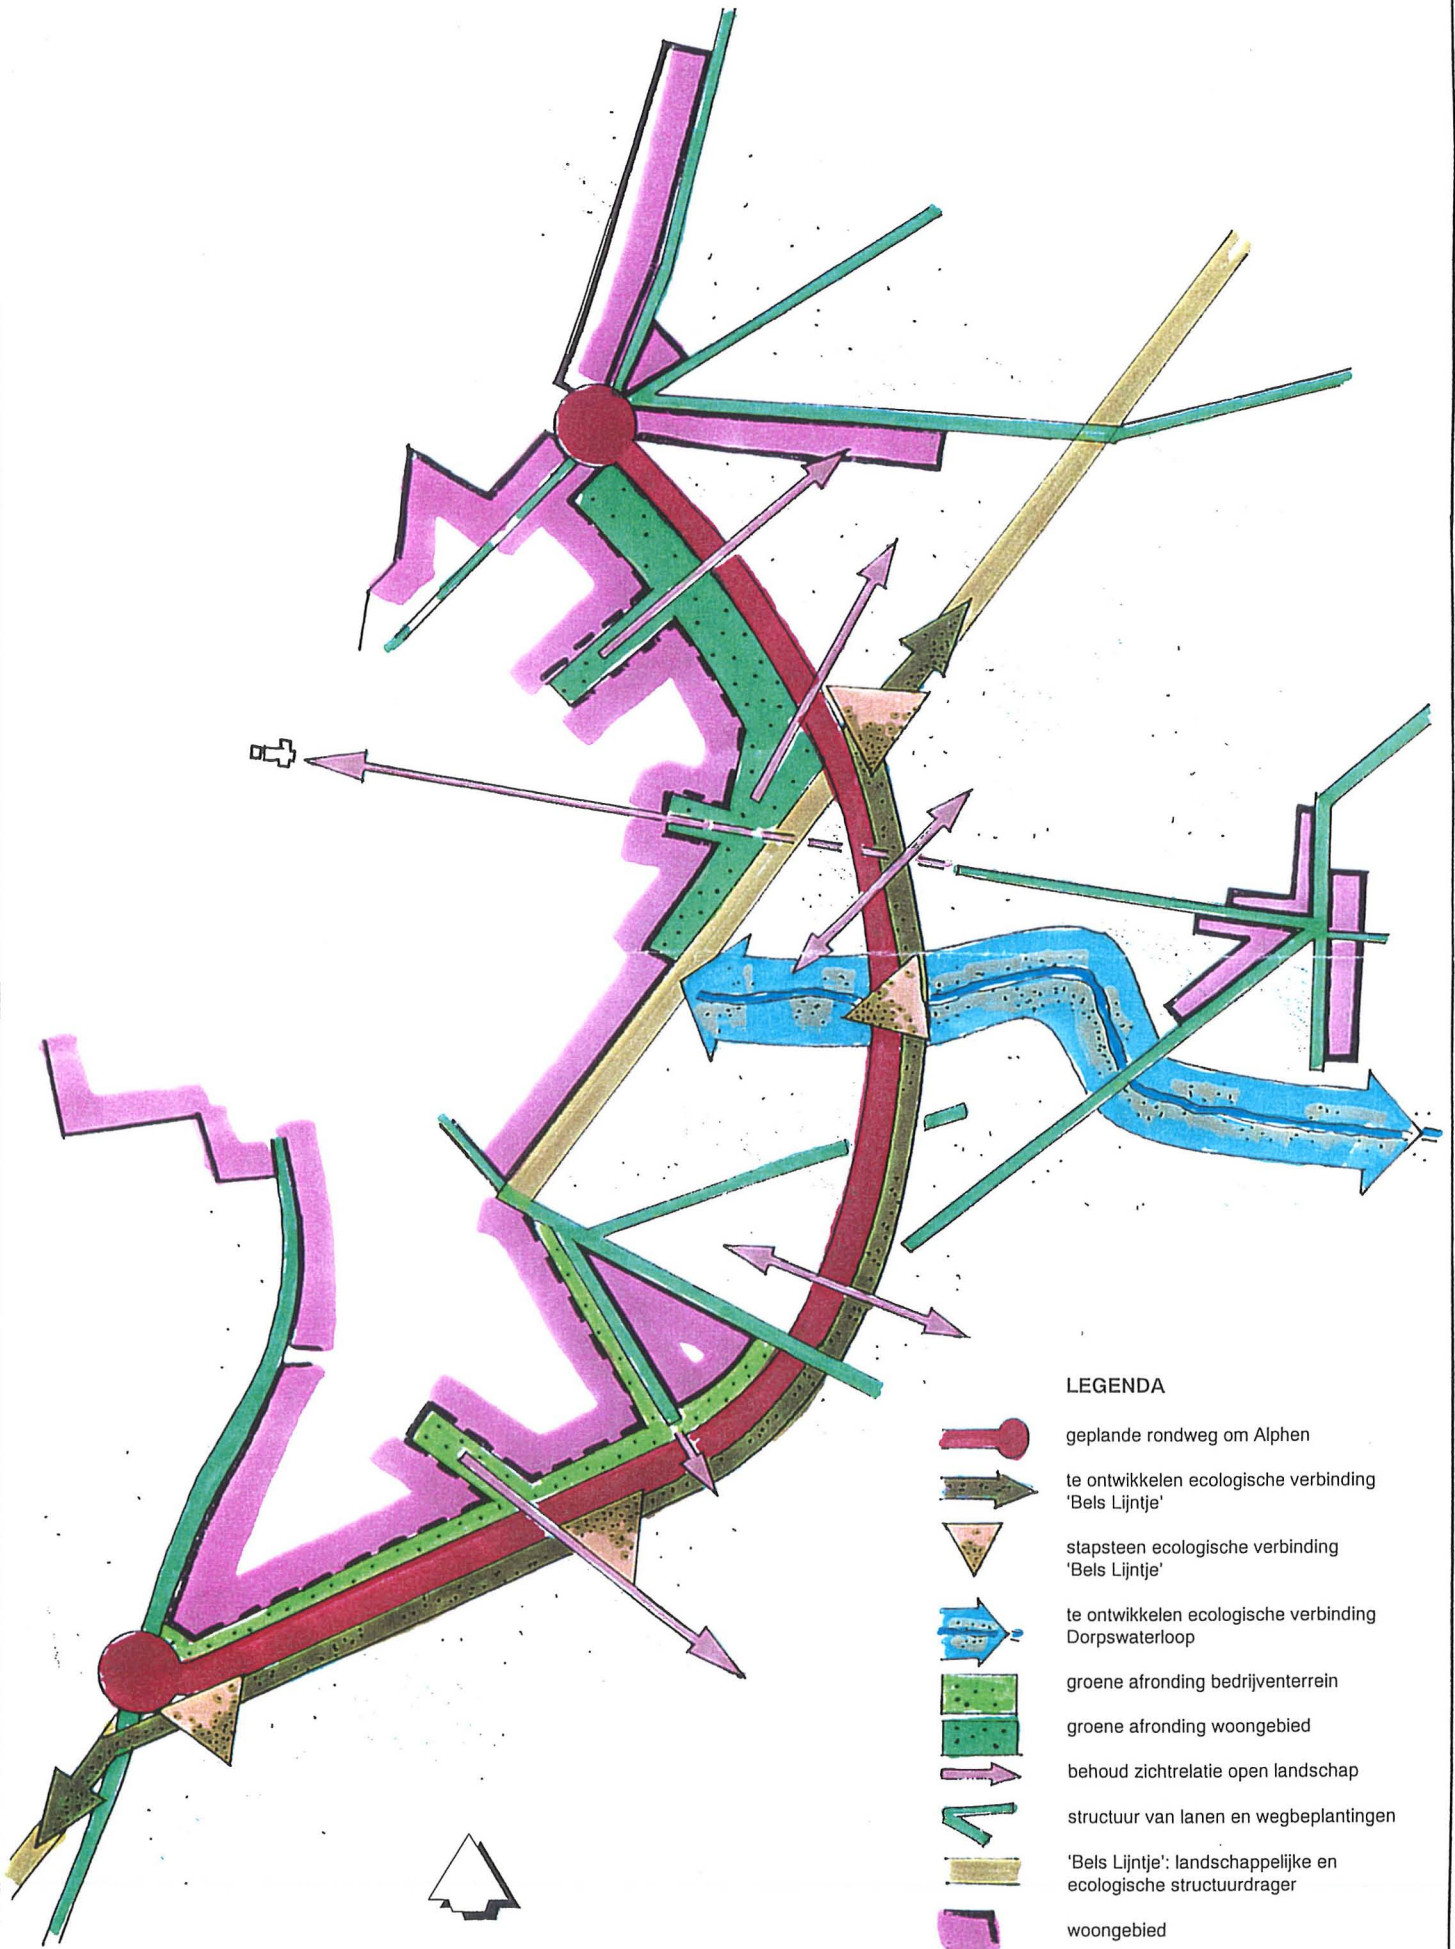 LEGENDA
geplande rondweg om Alphen
te ontwikkelen ecologische verbinding
'Bels Lijntje'
stapsteen ecologische verbinding
'Bels Lijntje'
te ontwikkelen ecologische verbinding
Dorpswaterloop
groene afronding bedrijventerrein
groene afronding woongebied
behoud zichtrelatie open landschap
structuur van lanen en wegbeplantingen
'Bels Lijntje': landschappelijke en
ecologische structuurdrager
woongebied